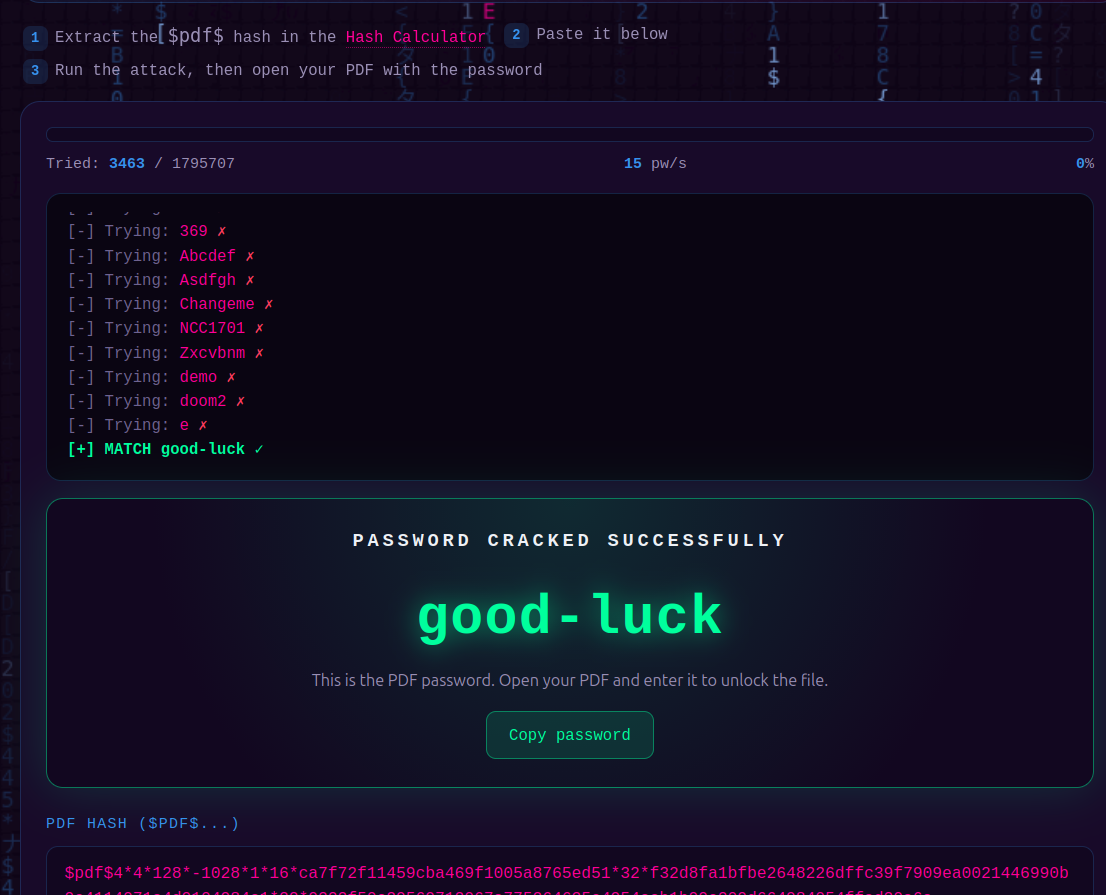 1 Extract the $pdf$ hash in the Hash Calculator 2 Paste it below
3 Run the attack, then open your PDF with the password
Tried: 3463 / 1795707 15 pw/s 0%
[-] Trying: 369 ✗
[-] Trying: Abcdef ✗
[-] Trying: Asdfgh ✗
[-] Trying: Changeme ✗
[-] Trying: NCC1701 ✗
[-] Trying: Zxcvbnm ✗
[-] Trying: demo ✗
[-] Trying: doom2 ✗
[-] Trying: e ✗
[+] MATCH good-luck ✓
PASSWORD CRACKED SUCCESSFULLY
good-luck
This is the PDF password. Open your PDF and enter it to unlock the file.
Copy password
PDF HASH ($PDF$...)
$pdf$4*4*128*-1028*1*16*ca7f72f11459cba469f1005a8765ed51*32*f32d8fa1bfbe2648226dffc39f7909ea0021446990b